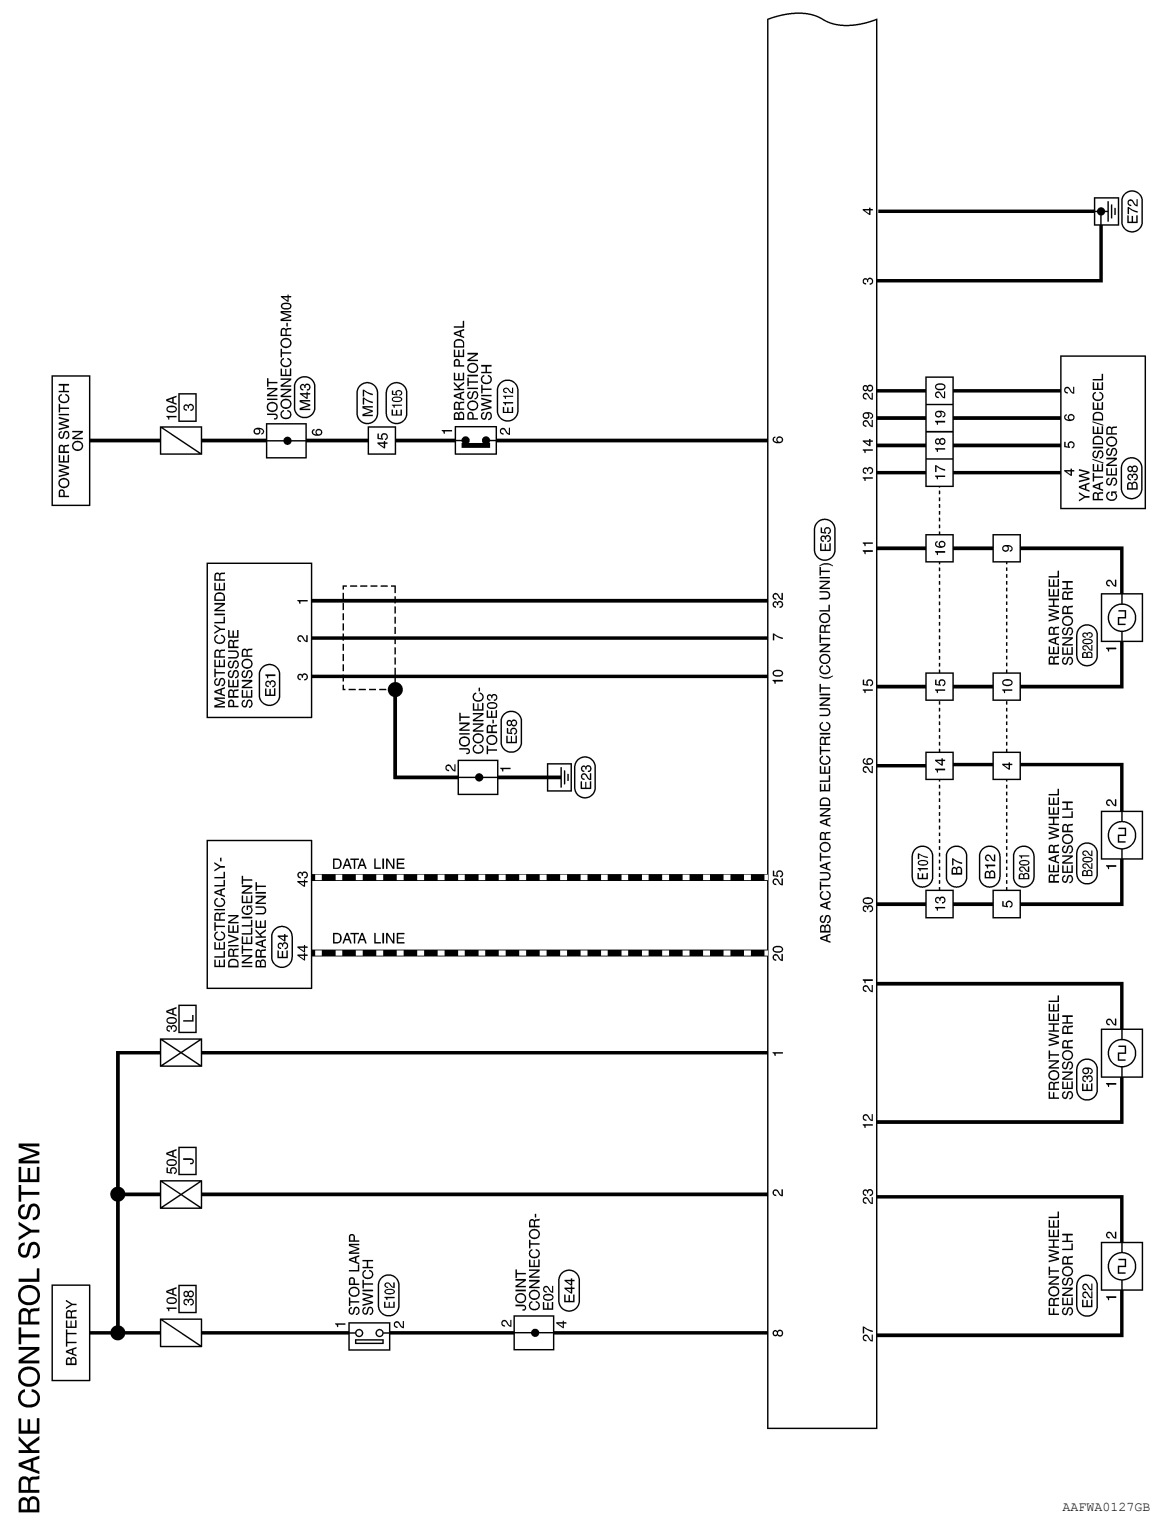 BRAKE CONTROL SYSTEM
BATTERY
10A
38
STOP LAMP
SWITCH
E102
1
2
JOINT
CONNECTOR-
E02
E44
2
4
8
50A
J
2
30A
L
1
ELECTRICALLY-
DRIVEN
INTELLIGENT
BRAKE UNIT
E34
44
43
DATA LINE
DATA LINE
20
25
MASTER CYLINDER
PRESSURE
SENSOR
E31
3
2
1
JOINT
CONNEC-
TOR-E03
E58
2
1
E23
10
7
32
POWER SWITCH
ON
10A
3
JOINT
CONNECTOR-M04
M43
9
6
M77
45
E105
BRAKE PEDAL
POSITION
SWITCH
E112
1
2
6
ABS ACTUATOR AND ELECTRIC UNIT (CONTROL UNIT)
E35
27
23
12
21
30
26
15
11
13
14
29
28
3
4
E107
13
14
15
16
17
18
19
20
B7
B12
5
4
10
9
B201
FRONT WHEEL
SENSOR LH
E22
1
2
FRONT WHEEL
SENSOR RH
E39
1
2
REAR WHEEL
SENSOR LH
B202
1
2
REAR WHEEL
SENSOR RH
B203
1
2
4
5
6
2
YAW
RATE/SIDE/DECEL
G SENSOR
B38
E72
AAFWA0127GB